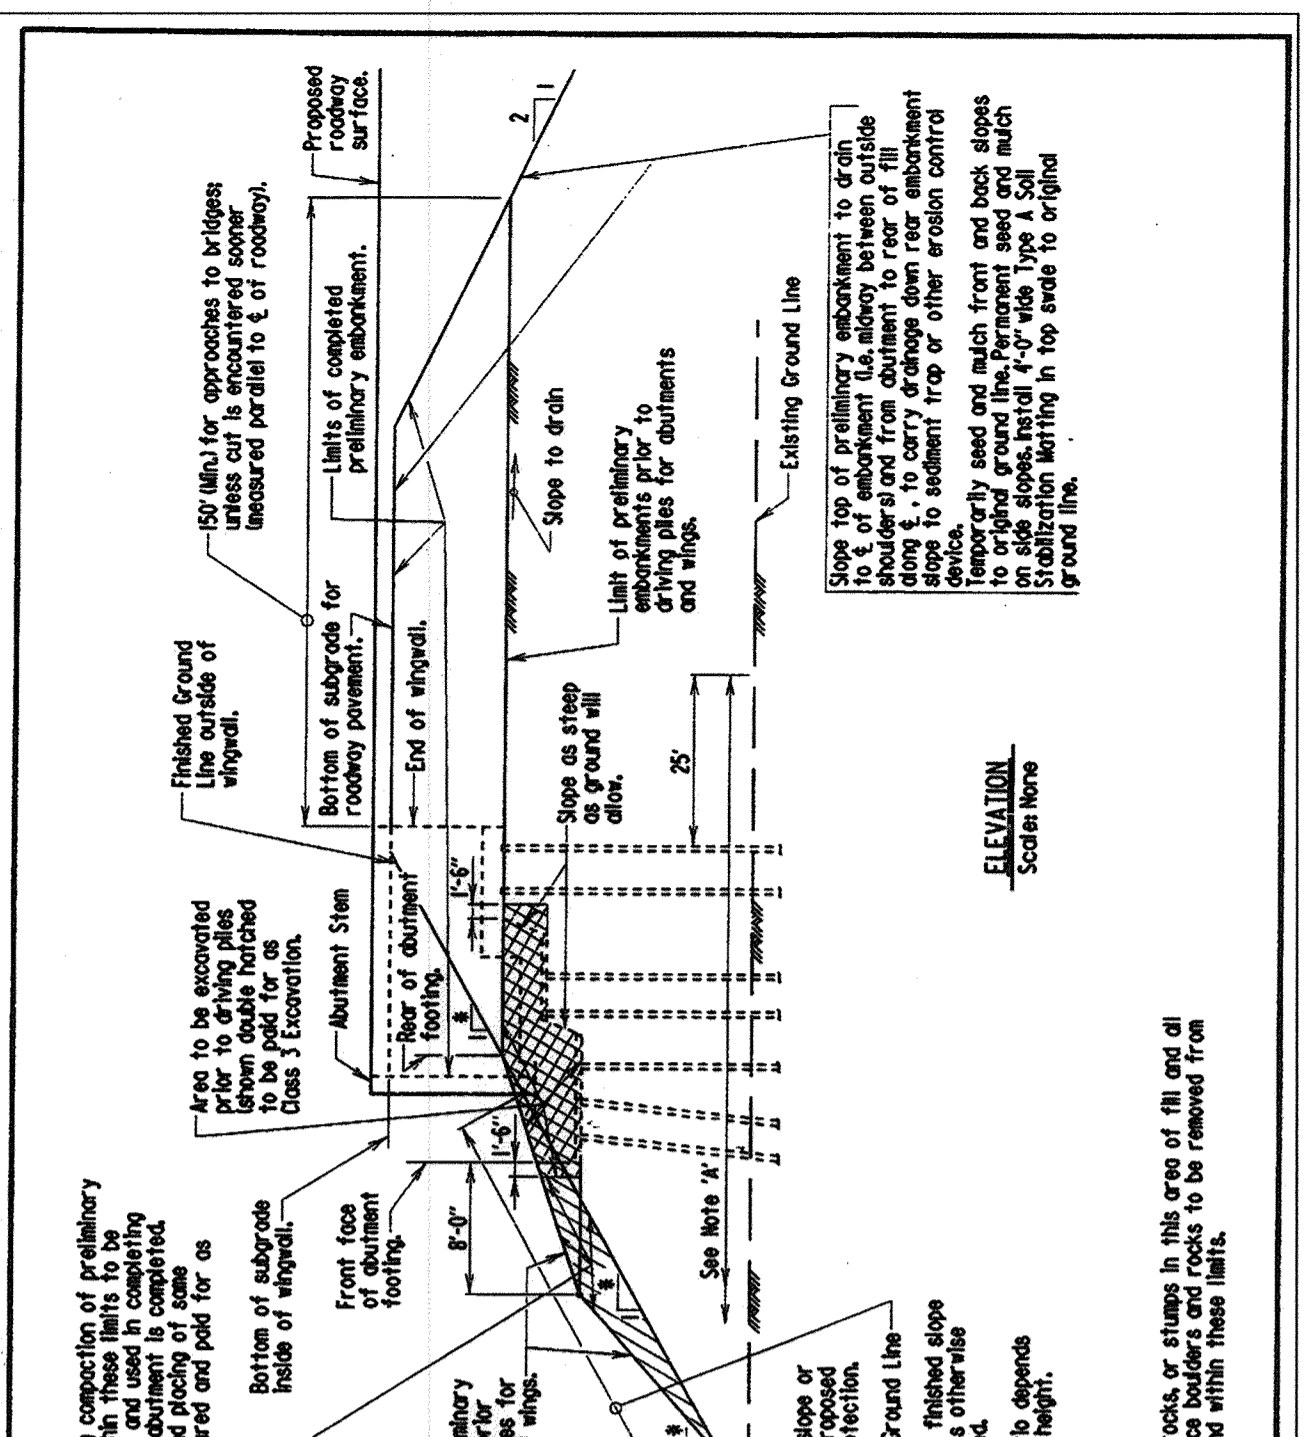 Proposed
roadway
surface.
2
1
150' (Min.) for approaches to bridges;
unless cut is encountered sooner
(measured parallel to ℄ of roadway).
Limits of completed
preliminary embankment.
Finished Ground
Line outside of
wingwall.
Bottom of subgrade for
roadway pavement.
End of wingwall.
Slope to drain
Limit of preliminary
embankments prior to
driving piles for abutments
and wings.
Existing Ground Line
Slope top of preliminary embankment to drain
to ℄ of embankment (i.e. midway between outside
shoulders) and from abutment to rear of fill
along ℄, to carry drainage down rear embankment
slope to sediment trap or other erosion control
device.
Temporarily seed and mulch front and back slopes
to original ground line. Permanent seed and mulch
on side slopes. Install 4'-0" wide Type A Soil
Stabilization Matting in top swale to original
ground line.
Area to be excavated
prior to driving piles
(shown double hatched
to be paid for as
Class 3 Excavation.
Abutment Stem
Rear of abutment
footing.
1'-6"
*
1
Slope as steep
as ground will
allow.
25'
ELEVATION
Scale: None
compaction of preliminary
these limits to be
and used in completing
abutment is completed.
placing of same
and paid for as
Bottom of subgrade
inside of wingwall.
Front face
of abutment
footing.
1'-6"
8'-0"
*
1
See Note 'A'
wings.
*
slope or
Ground Line
finished slope
otherwise
depends
height.
or stumps in this area of fill and all
boulders and rocks to be removed from
within these limits.